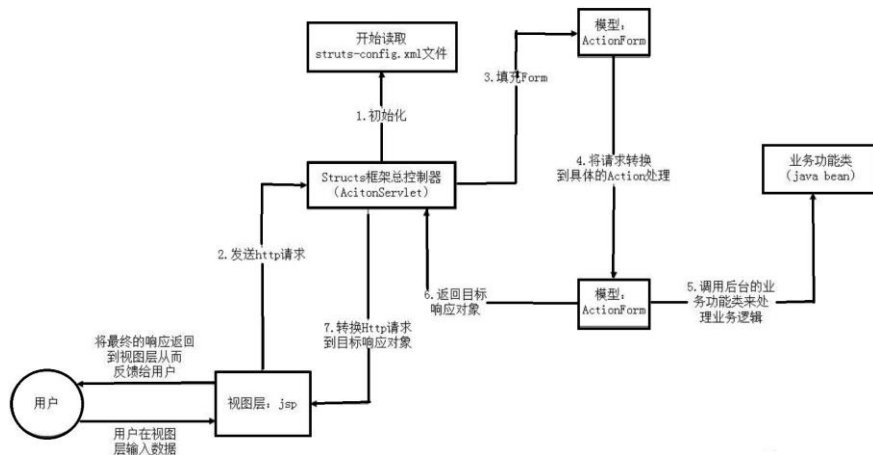 开始读取
struts-config.xml文件
模型:
ActionForm
3.填充Form
1.初始化
4.将请求转换
到具体的Action处理
业务功能类
(java bean)
Structs框架总控制器
(AcitonServlet)
2.发送http请求
6.返回目标
响应对象
模型:
ActionForm
5.调用后台的业
务功能类来处
理业务逻辑
7.转换Http请求
到目标响应对象
将最终的响应返回
到视图层从而
反馈给用户
用户
视图层: jsp
用户在视图
层输入数据